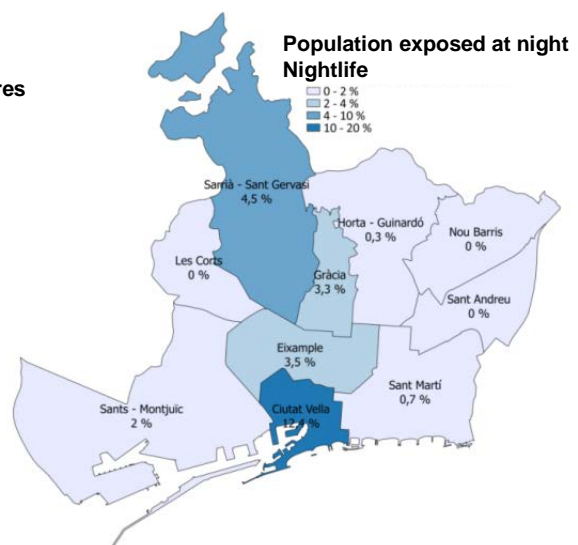 Population exposed at night
Nightlife
res
0 - 2 %
2 - 4 %
4 - 10 %
10 - 20 %
Sarrià - Sant Gervasi
4,5 %
Horta - Guinardó
0,3 %
Nou Barris
0 %
Les Corts
0 %
Gràcia
3,3 %
Sant Andreu
0 %
Eixample
3,5 %
Sant Martí
0,7 %
Sants - Montjuïc
2 %
Ciutat Vella
12,4 %